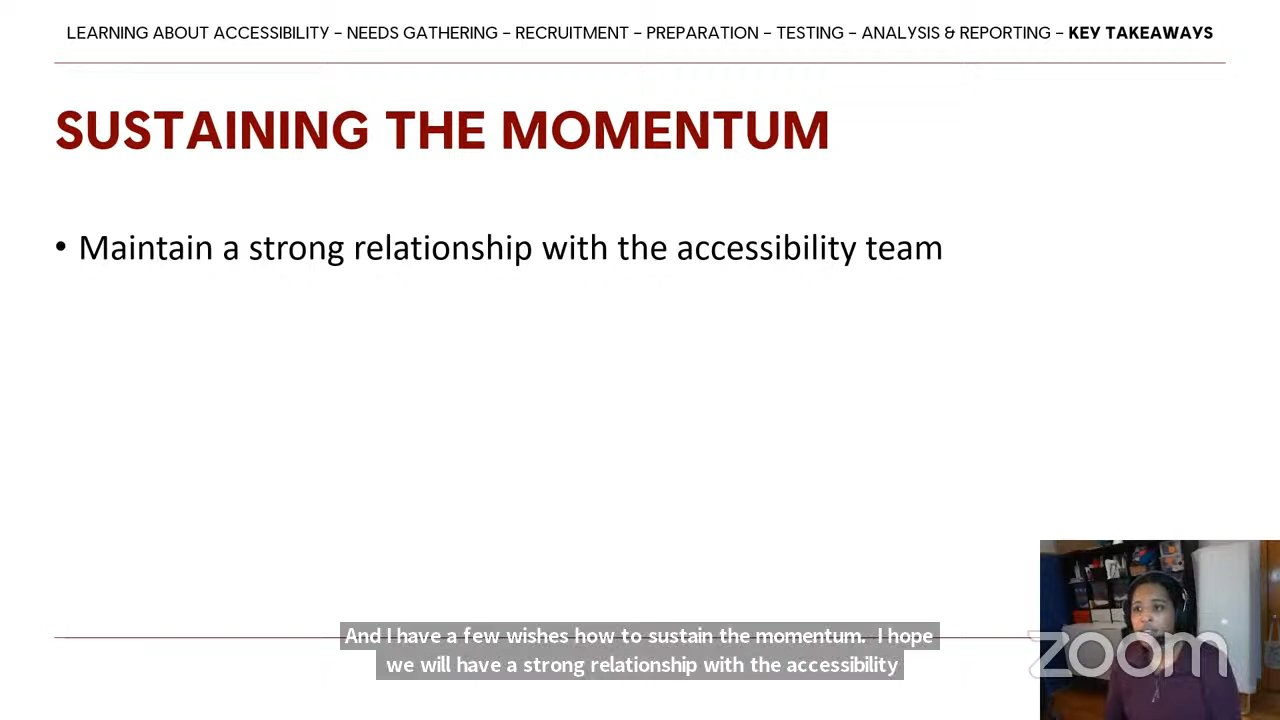 LEARNING ABOUT ACCESSIBILITY – NEEDS GATHERING – RECRUITMENT – PREPARATION – TESTING – ANALYSIS & REPORTING – KEY TAKEAWAYS
SUSTAINING THE MOMENTUM
• Maintain a strong relationship with the accessibility team
And I have a few wishes how to sustain the momentum. I hope
we will have a strong relationship with the accessibility
zoom